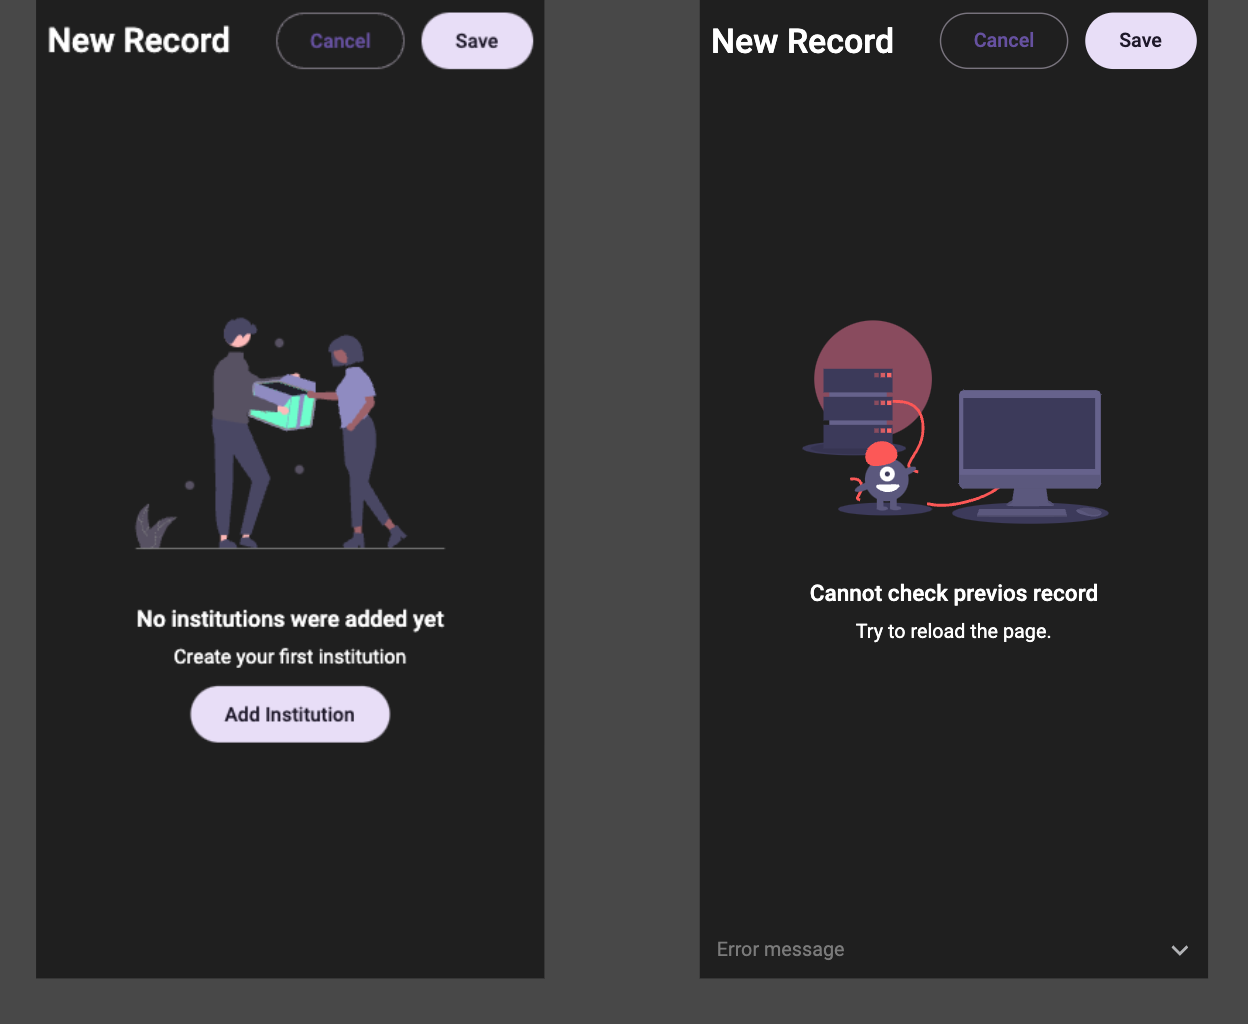 New Record
Cancel
Save
No institutions were added yet
Create your first institution
Add Institution
New Record
Cancel
Save
Cannot check previos record
Try to reload the page.
Error message